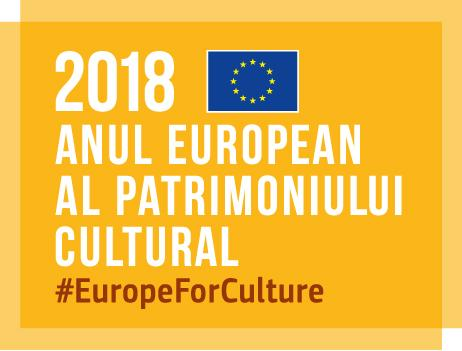 2018
ANUL EUROPEAN
AL PATRIMONIULUI
CULTURAL
#EuropeForCulture